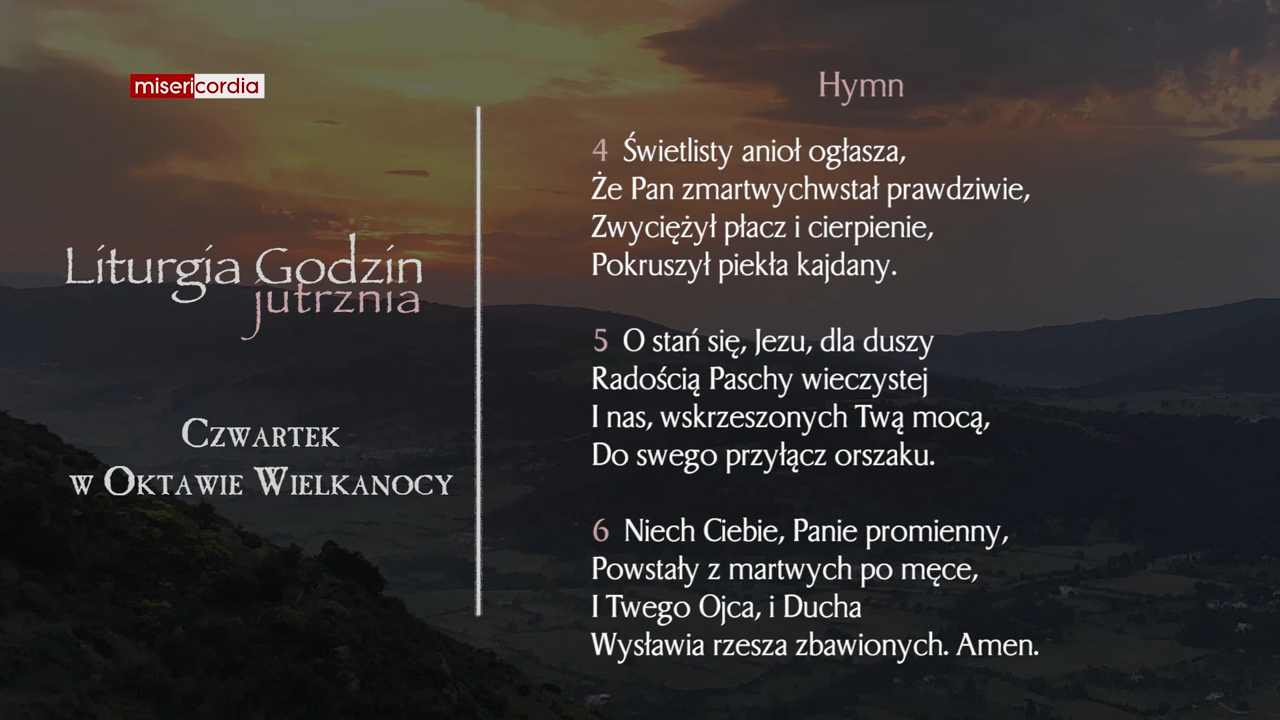 misericordia
Liturgia Godzin
jutrznia
Czwartek
w Oktawie Wielkanocy
Hymn
4 Świetlisty anioł ogłasza,
Że Pan zmartwychwstał prawdziwie,
Zwyciężył płacz i cierpienie,
Pokruszył piekła kajdany.
5 O stań się, Jezu, dla duszy
Radością Paschy wieczystej
I nas, wskrzeszonych Twą mocą,
Do swego przyłącz orszaku.
6 Niech Ciebie, Panie promienny,
Powstały z martwych po męce,
I Twego Ojca, i Ducha
Wysławia rzesza zbawionych. Amen.